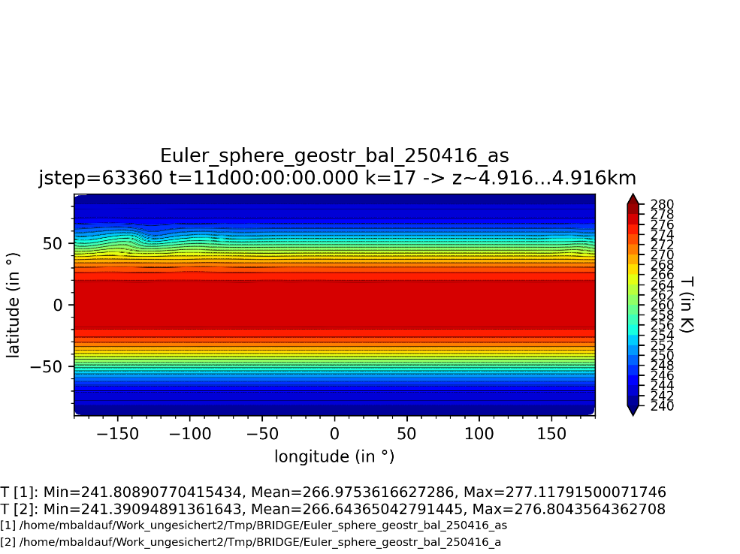 Euler_sphere_geostr_bal_250416_as
jstep=63360 t=11d00:00:00.000 k=17 -> z~4.916...4.916km
280
278
276
274
272
270
268
266
264
262
260
258
256
254
252
250
248
246
244
242
240
T (in K)
50
0
−50
latitude (in °)
−150 −100 −50 0 50 100 150
longitude (in °)
T [1]: Min=241.80890770415434, Mean=266.9753616627286, Max=277.11791500071746
T [2]: Min=241.39094891361643, Mean=266.64365042791445, Max=276.8043564362708
[1] /home/mbaldauf/Work_ungesichert2/Tmp/BRIDGE/Euler_sphere_geostr_bal_250416_as
[2] /home/mbaldauf/Work_ungesichert2/Tmp/BRIDGE/Euler_sphere_geostr_bal_250416_a